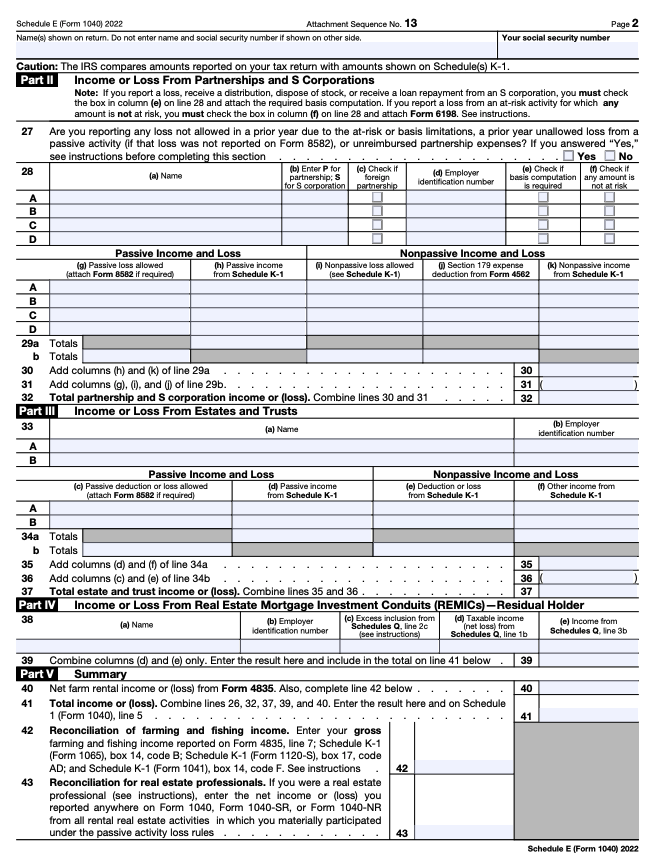 Schedule E (Form 1040) 2022 Attachment Sequence No. 13 Page 2
Name(s) shown on return. Do not enter name and social security number if shown on other side. Your social security number
Caution: The IRS compares amounts reported on your tax return with amounts shown on Schedule(s) K-1.
Part II Income or Loss From Partnerships and S Corporations
Note: If you report a loss, receive a distribution, dispose of stock, or receive a loan repayment from an S corporation, you must check
the box in column (e) on line 28 and attach the required basis computation. If you report a loss from an at-risk activity for which any
amount is not at risk, you must check the box in column (f) on line 28 and attach Form 6198. See instructions.
27 Are you reporting any loss not allowed in a prior year due to the at-risk or basis limitations, a prior year unallowed loss from a
passive activity (if that loss was not reported on Form 8582), or unreimbursed partnership expenses? If you answered “Yes,”
see instructions before completing this section . . . . . . . . . . . . . . . . . . . . . Yes No
28 (a) Name (b) Enter P for (c) Check if (d) Employer (e) Check if (f) Check if
partnership; S foreign identification number basis computation any amount is
for S corporation partnership is required not at risk
A
B
C
D
Passive Income and Loss Nonpassive Income and Loss
(g) Passive loss allowed (h) Passive income (i) Nonpassive loss allowed (j) Section 179 expense (k) Nonpassive income
(attach Form 8582 if required) from Schedule K-1 (see Schedule K-1) deduction from Form 4562 from Schedule K-1
A
B
C
D
29a Totals
b Totals
30 Add columns (h) and (k) of line 29a . . . . . . . . . . . . . . . . . . . . . 30
31 Add columns (g), (i), and (j) of line 29b . . . . . . . . . . . . . . . . . . . . . 31 ( )
32 Total partnership and S corporation income or (loss). Combine lines 30 and 31 . . . . . 32
Part III Income or Loss From Estates and Trusts
33 (a) Name (b) Employer
identification number
A
B
Passive Income and Loss Nonpassive Income and Loss
(c) Passive deduction or loss allowed (d) Passive income (e) Deduction or loss (f) Other income from
(attach Form 8582 if required) from Schedule K-1 from Schedule K-1 Schedule K-1
A
B
34a Totals
b Totals
35 Add columns (d) and (f) of line 34a . . . . . . . . . . . . . . . . . . . . . 35
36 Add columns (c) and (e) of line 34b . . . . . . . . . . . . . . . . . . . . . 36 ( )
37 Total estate and trust income or (loss). Combine lines 35 and 36 . . . . . . . . . . 37
Part IV Income or Loss From Real Estate Mortgage Investment Conduits (REMICs)—Residual Holder
38 (a) Name (b) Employer (c) Excess inclusion from (d) Taxable income (e) Income from
identification number Schedules Q, line 2c (net loss) from Schedules Q, line 3b
(see instructions) Schedules Q, line 1b
39 Combine columns (d) and (e) only. Enter the result here and include in the total on line 41 below . 39
Part V Summary
40 Net farm rental income or (loss) from Form 4835. Also, complete line 42 below . . . . . . . 40
41 Total income or (loss). Combine lines 26, 32, 37, 39, and 40. Enter the result here and on Schedule
1 (Form 1040), line 5 . . . . . . . . . . . . . . . . . . . . . . . . . 41
42 Reconciliation of farming and fishing income. Enter your gross
farming and fishing income reported on Form 4835, line 7; Schedule K-1
(Form 1065), box 14, code B; Schedule K-1 (Form 1120-S), box 17, code
AD; and Schedule K-1 (Form 1041), box 14, code F. See instructions . 42
43 Reconciliation for real estate professionals. If you were a real estate
professional (see instructions), enter the net income or (loss) you
reported anywhere on Form 1040, Form 1040-SR, or Form 1040-NR
from all rental real estate activities in which you materially participated
under the passive activity loss rules . . . . . . . . . . . 43
Schedule E (Form 1040) 2022